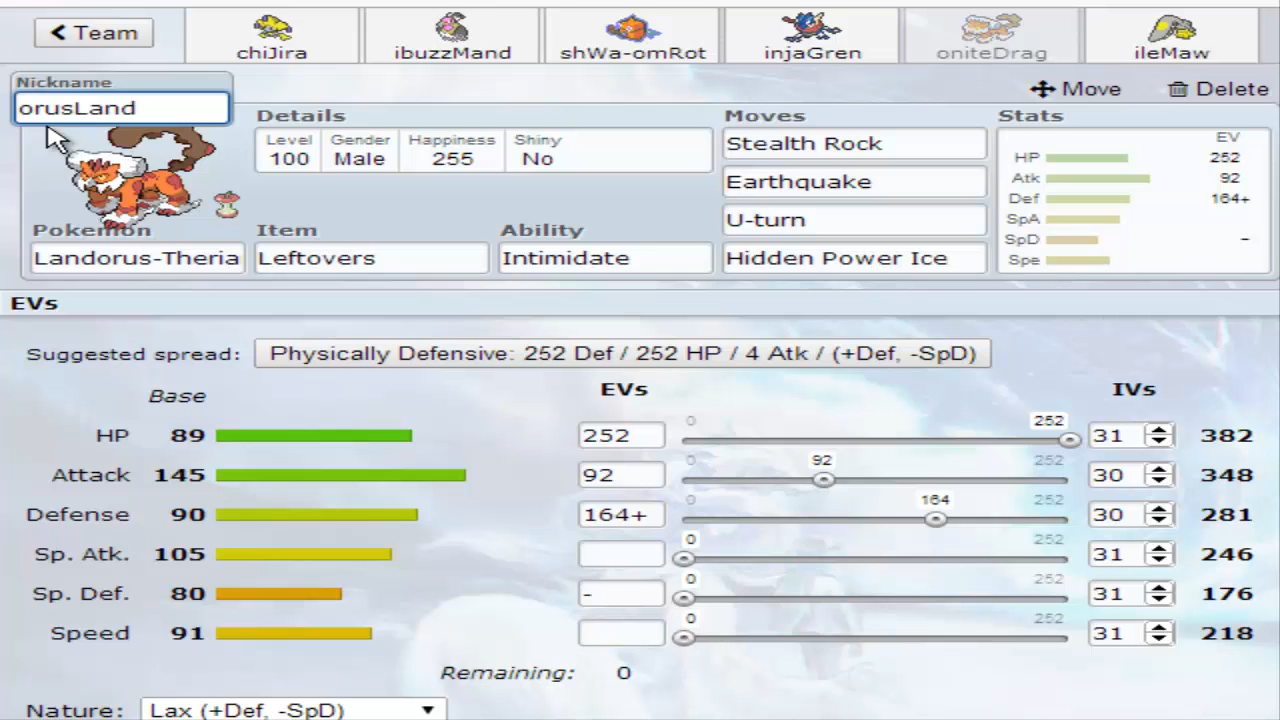 Team
chiJira
ibuzzMand
shWa-omRot
injaGren
oniteDrag
ileMaw
Nickname
orusLand
Move
Delete
Details
Level
Gender
Happiness
Shiny
100
Male
255
No
Pokemon
Landorus-Theria
Item
Leftovers
Ability
Intimidate
Moves
Stealth Rock
Earthquake
U-turn
Hidden Power Ice
Stats
EV
HP 252
Atk 92
Def 164+
SpA
SpD -
Spe
EVs
Suggested spread: Physically Defensive: 252 Def / 252 HP / 4 Atk / (+Def, -SpD)
Base EVs IVs
HP 89 252 0 252 31 382
Attack 145 92 0 92 252 30 348
Defense 90 164+ 0 164 252 30 281
Sp. Atk. 105 0 252 31 246
Sp. Def. 80 - 0 252 31 176
Speed 91 0 252 31 218
Remaining: 0
Nature: Lax (+Def, -SpD)